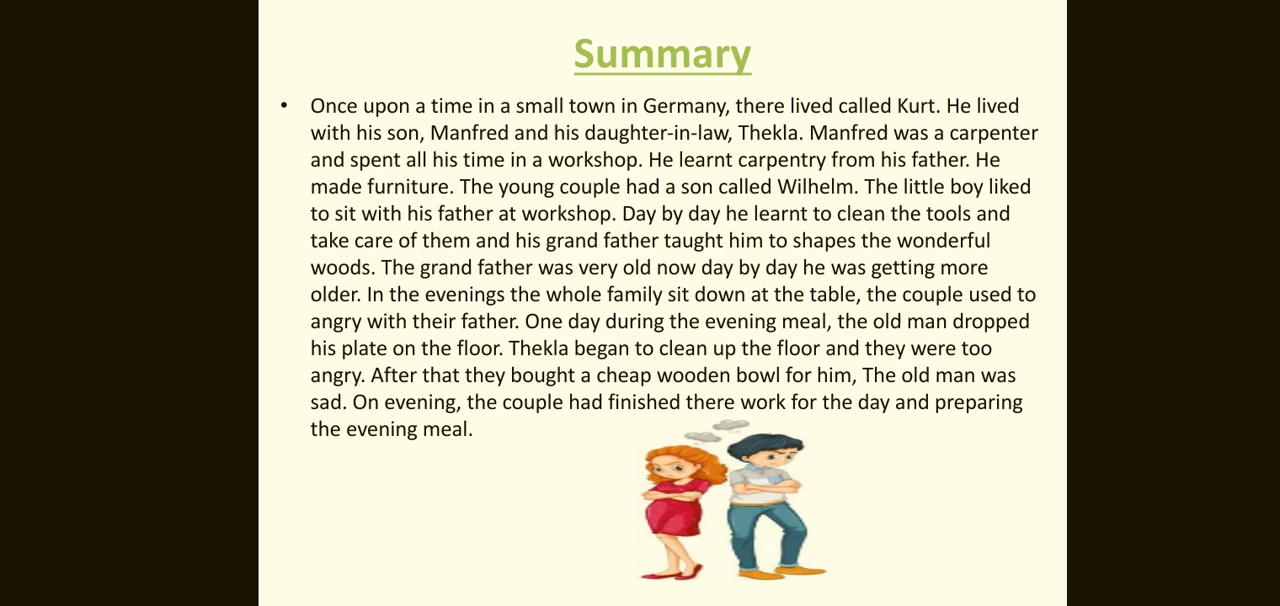 Summary
• Once upon a time in a small town in Germany, there lived called Kurt. He lived
with his son, Manfred and his daughter-in-law, Thekla. Manfred was a carpenter
and spent all his time in a workshop. He learnt carpentry from his father. He
made furniture. The young couple had a son called Wilhelm. The little boy liked
to sit with his father at workshop. Day by day he learnt to clean the tools and
take care of them and his grand father taught him to shapes the wonderful
woods. The grand father was very old now day by day he was getting more
older. In the evenings the whole family sit down at the table, the couple used to
angry with their father. One day during the evening meal, the old man dropped
his plate on the floor. Thekla began to clean up the floor and they were too
angry. After that they bought a cheap wooden bowl for him, The old man was
sad. On evening, the couple had finished there work for the day and preparing
the evening meal.